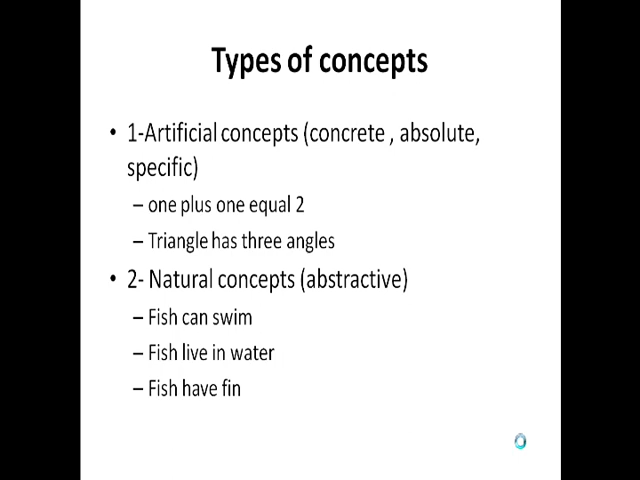 Types of concepts
• 1-Artificial concepts (concrete , absolute,
specific)
– one plus one equal 2
– Triangle has three angles
• 2- Natural concepts (abstractive)
– Fish can swim
– Fish live in water
– Fish have fin